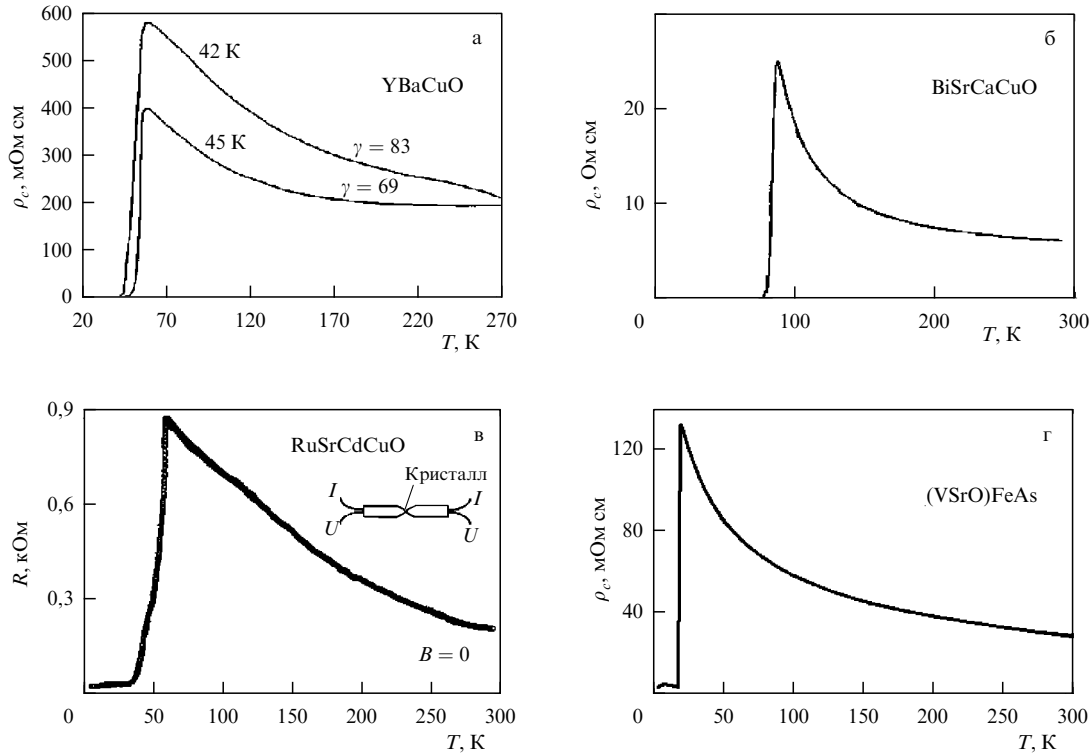 600
500
400
300
200
100
0
ρc, мОм см
а
42 К
YBaCuO
45 К
γ = 83
γ = 69
20
70
120
170
220
270
T, К
б
BiSrCaCuO
20
10
ρc, Ом см
0
100
200
300
T, К
0,9
0,6
0,3
R, кОм
в
RuSrCdCuO
Кристалл
I
I
U
U
B = 0
0
50
100
150
200
250
300
T, К
г
(VSrO)FeAs
120
80
40
ρc, мОм см
0
100
200
300
T, К